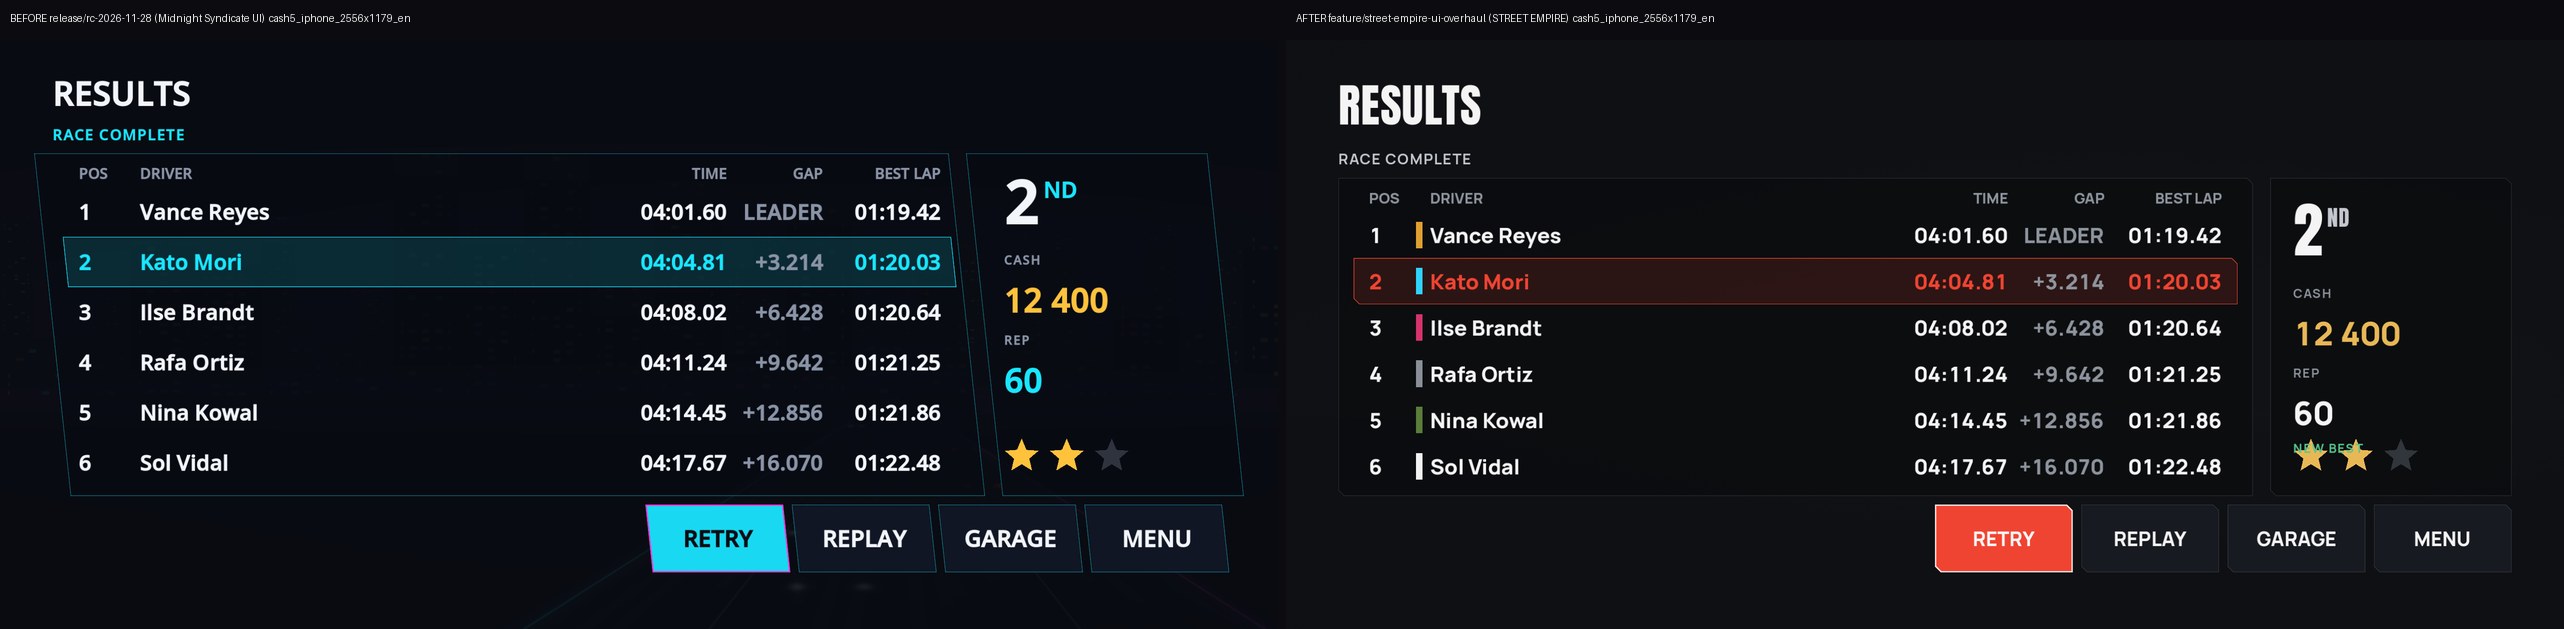 BEFORE release/rc-2026-11-28 (Midnight Syndicate UI) cash5_iphone_2556x1179_en
RESULTS
RACE COMPLETE
POS DRIVER TIME GAP BEST LAP
1 Vance Reyes 04:01.60 LEADER 01:19.42
2 Kato Mori 04:04.81 +3.214 01:20.03
3 Ilse Brandt 04:08.02 +6.428 01:20.64
4 Rafa Ortiz 04:11.24 +9.642 01:21.25
5 Nina Kowal 04:14.45 +12.856 01:21.86
6 Sol Vidal 04:17.67 +16.070 01:22.48
2ND
CASH
12 400
REP
60
RETRY REPLAY GARAGE MENU
AFTER feature/street-empire-ui-overhaul (STREET EMPIRE) cash5_iphone_2556x1179_en
RESULTS
RACE COMPLETE
POS DRIVER TIME GAP BEST LAP
1 Vance Reyes 04:01.60 LEADER 01:19.42
2 Kato Mori 04:04.81 +3.214 01:20.03
3 Ilse Brandt 04:08.02 +6.428 01:20.64
4 Rafa Ortiz 04:11.24 +9.642 01:21.25
5 Nina Kowal 04:14.45 +12.856 01:21.86
6 Sol Vidal 04:17.67 +16.070 01:22.48
2ND
CASH
12 400
REP
60
NEW BEST
RETRY REPLAY GARAGE MENU